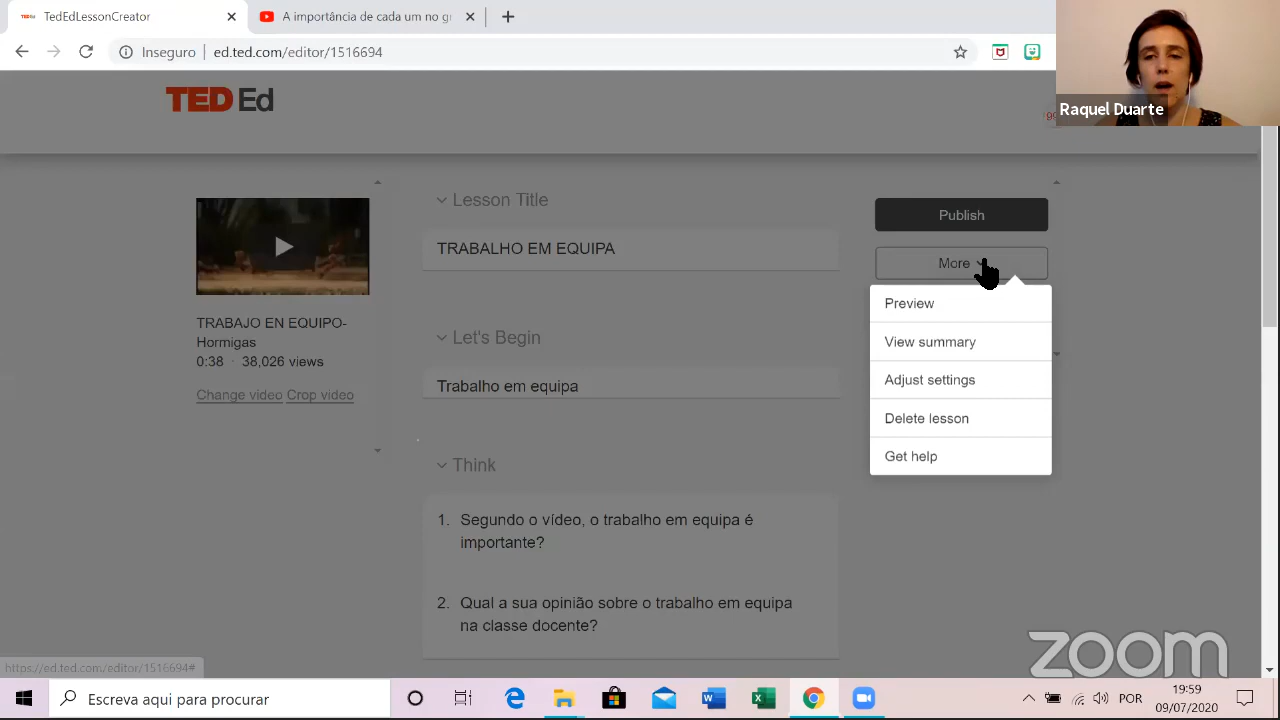 TedEdLessonCreator
A importância de cada um no g
Inseguro
ed.ted.com/editor/1516694
Raquel Duarte
TED Ed
TRABAJO EN EQUIPO-
Hormigas
0:38 · 38,026 views
Change video Crop video
Lesson Title
TRABALHO EM EQUIPA
Let's Begin
Trabalho em equipa
Think
1. Segundo o vídeo, o trabalho em equipa é
importante?
2. Qual a sua opinião sobre o trabalho em equipa
na classe docente?
Publish
More
Preview
View summary
Adjust settings
Delete lesson
Get help
https://ed.ted.com/editor/1516694#
zoom
Escreva aqui para procurar
POR
19:59
09/07/2020